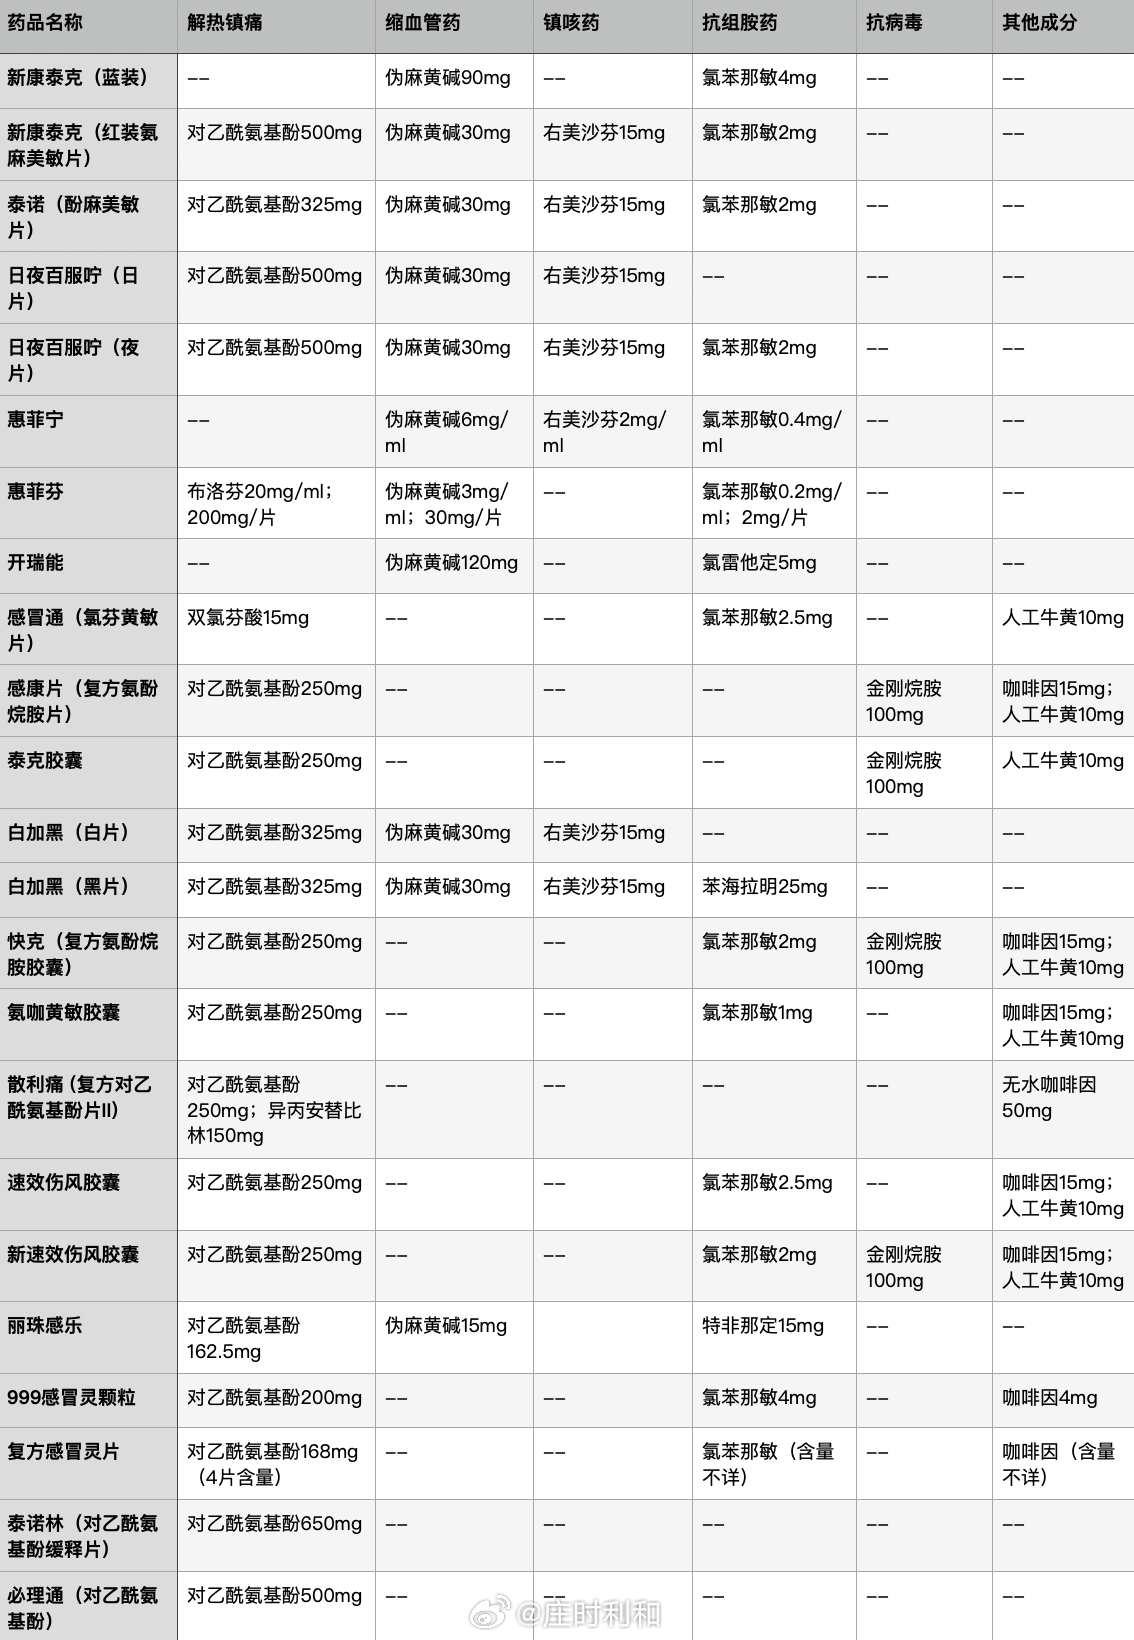 药品名称 解热镇痛 缩血管药 镇咳药 抗组胺药 抗病毒 其他成分
新康泰克（蓝装） –– 伪麻黄碱90mg –– 氯苯那敏4mg –– ––
新康泰克（红装氨 对乙酰氨基酚500mg 伪麻黄碱30mg 右美沙芬15mg 氯苯那敏2mg –– ––
麻美敏片）
泰诺（酚麻美敏 对乙酰氨基酚325mg 伪麻黄碱30mg 右美沙芬15mg 氯苯那敏2mg –– ––
片）
日夜百服咛（日 对乙酰氨基酚500mg 伪麻黄碱30mg 右美沙芬15mg –– –– ––
片）
日夜百服咛（夜 对乙酰氨基酚500mg 伪麻黄碱30mg 右美沙芬15mg 氯苯那敏2mg –– ––
片）
惠菲宁 –– 伪麻黄碱6mg/ 右美沙芬2mg/ 氯苯那敏0.4mg/ –– ––
ml ml ml
惠菲芬 布洛芬20mg/ml； 伪麻黄碱3mg/ –– 氯苯那敏0.2mg/ –– ––
200mg/片 ml；30mg/片 ml；2mg/片
开瑞能 –– 伪麻黄碱120mg –– 氯雷他定5mg –– ––
感冒通（氯芬黄敏 双氯芬酸15mg –– –– 氯苯那敏2.5mg –– 人工牛黄10mg
片）
感康片（复方氨酚 对乙酰氨基酚250mg –– –– –– 金刚烷胺 咖啡因15mg；
烷胺片） 100mg 人工牛黄10mg
泰克胶囊 对乙酰氨基酚250mg –– –– –– 金刚烷胺 人工牛黄10mg
100mg
白加黑（白片） 对乙酰氨基酚325mg 伪麻黄碱30mg 右美沙芬15mg –– –– ––
白加黑（黑片） 对乙酰氨基酚325mg 伪麻黄碱30mg 右美沙芬15mg 苯海拉明25mg –– ––
快克（复方氨酚烷 对乙酰氨基酚250mg –– –– 氯苯那敏2mg 金刚烷胺 咖啡因15mg；
胺胶囊） 100mg 人工牛黄10mg
氨咖黄敏胶囊 对乙酰氨基酚250mg –– –– 氯苯那敏1mg –– 咖啡因15mg；
人工牛黄10mg
散利痛 (复方对乙 对乙酰氨基酚 –– –– –– –– 无水咖啡因
酰氨基酚片II） 250mg；异丙安替比 50mg
林150mg
速效伤风胶囊 对乙酰氨基酚250mg –– –– 氯苯那敏2.5mg –– 咖啡因15mg；
人工牛黄10mg
新速效伤风胶囊 对乙酰氨基酚250mg –– –– 氯苯那敏2mg 金刚烷胺 咖啡因15mg；
100mg 人工牛黄10mg
丽珠感乐 对乙酰氨基酚 伪麻黄碱15mg 特非那定15mg –– ––
162.5mg
999感冒灵颗粒 对乙酰氨基酚200mg –– –– 氯苯那敏4mg –– 咖啡因4mg
复方感冒灵片 对乙酰氨基酚168mg –– –– 氯苯那敏（含量 –– 咖啡因（含量
（4片含量） 不详） 不详）
泰诺林（对乙酰氨 对乙酰氨基酚650mg –– –– –– –– ––
基酚缓释片）
必理通（对乙酰氨 对乙酰氨基酚500mg –– –– –– –– ––
基酚）
@庄时利和